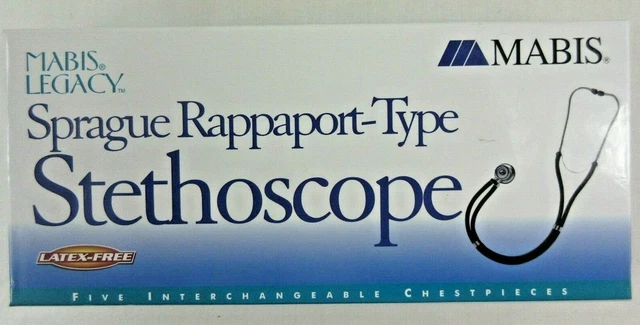 MABIS®
LEGACY™
MABIS®
Sprague Rappaport-Type
Stethoscope
LATEX-FREE
FIVE INTERCHANGEABLE CHESTPIECES